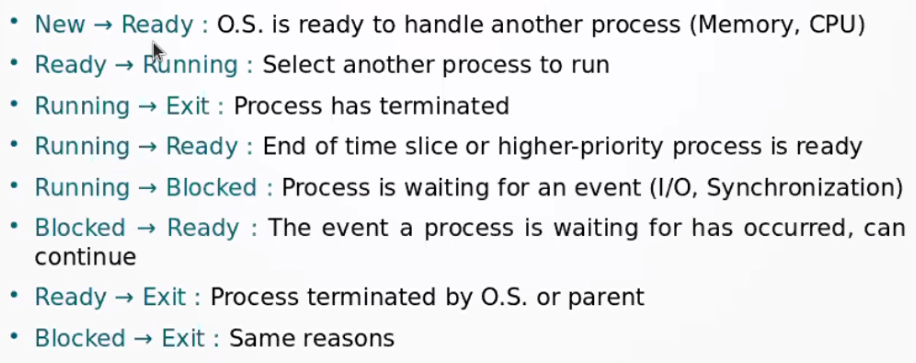 • New → Ready : O.S. is ready to handle another process (Memory, CPU)
• Ready → Running : Select another process to run
• Running → Exit : Process has terminated
• Running → Ready : End of time slice or higher-priority process is ready
• Running → Blocked : Process is waiting for an event (I/O, Synchronization)
• Blocked → Ready : The event a process is waiting for has occurred, can
continue
• Ready → Exit : Process terminated by O.S. or parent
• Blocked → Exit : Same reasons